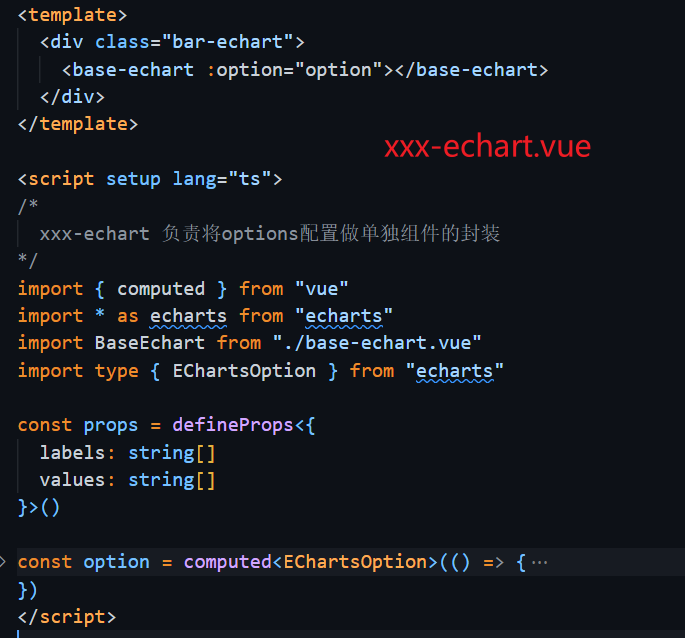 <template>
  <div class="bar-echart">
    <base-echart :option="option"></base-echart>
  </div>
</template>
xxx-echart.vue
<script setup lang="ts">
/*
  xxx-echart 负责将options配置做单独组件的封装
*/
import { computed } from "vue"
import * as echarts from "echarts"
import BaseEchart from "./base-echart.vue"
import type { EChartsOption } from "echarts"
const props = defineProps<{
  labels: string[]
  values: string[]
}>()
const option = computed<EChartsOption>(() => {···
})
</script>